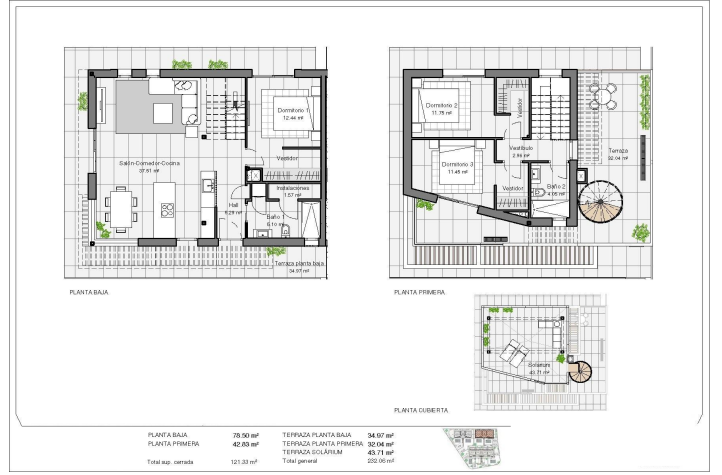 Dormitorio 1
12.44 m²
Salón-Comedor-Cocina
37.61 m²
Vestidor
Instalaciones
1.57 m²
Hall
5.29 m²
Baño 1
5.10 m²
Terraza planta baja
34.97 m²
PLANTA BAJA
Dormitorio 2
11.75 m²
Vestidor
Terraza
32.04 m²
Vestíbulo
2.96 m²
Dormitorio 3
11.45 m²
Vestidor
Baño 2
4.05 m²
PLANTA PRIMERA
Solarium
43.71 m²
PLANTA CUBIERTA
PLANTA BAJA 78.50 m² TERRAZA PLANTA BAJA 34.97 m²
PLANTA PRIMERA 42.83 m² TERRAZA PLANTA PRIMERA 32.04 m²
TERRAZA SOLÁRIUM 43.71 m²
Total sup. cerrada 121.33 m² Total general 232.05 m²